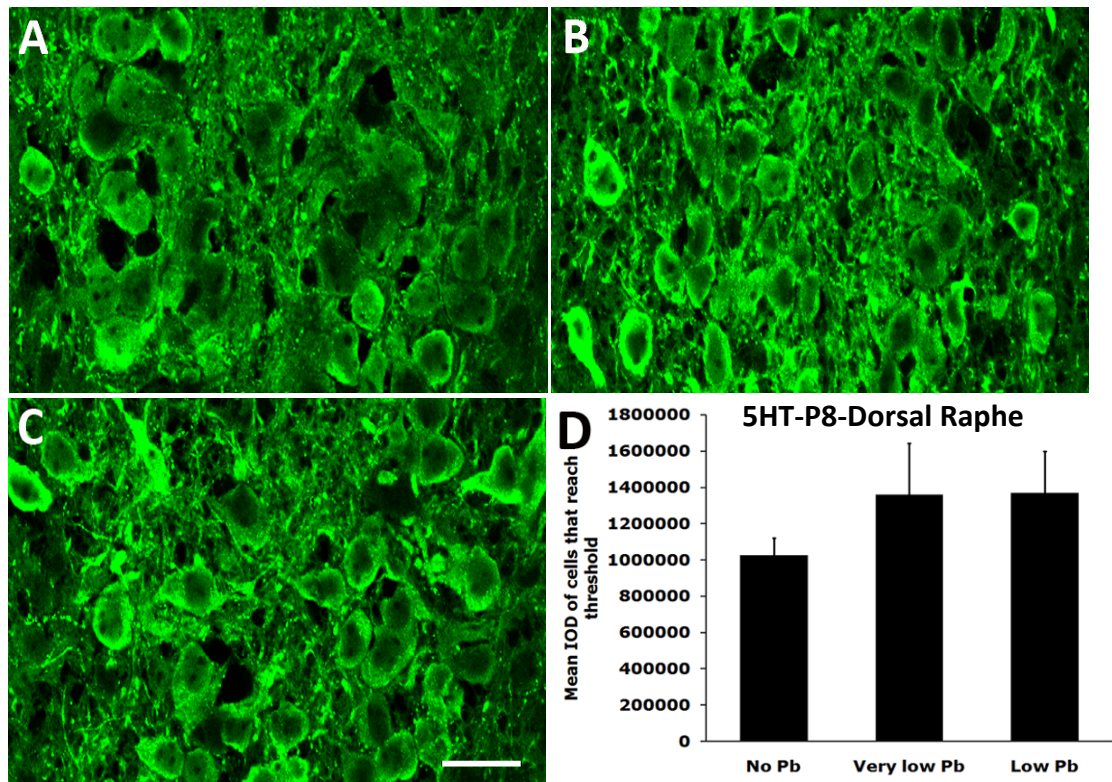 A
B
C
D
5HT-P8-Dorsal Raphe
Mean IOD of cells that reach
threshold
1800000
1600000
1400000
1200000
1000000
800000
600000
400000
200000
0
No Pb
Very low Pb
Low Pb